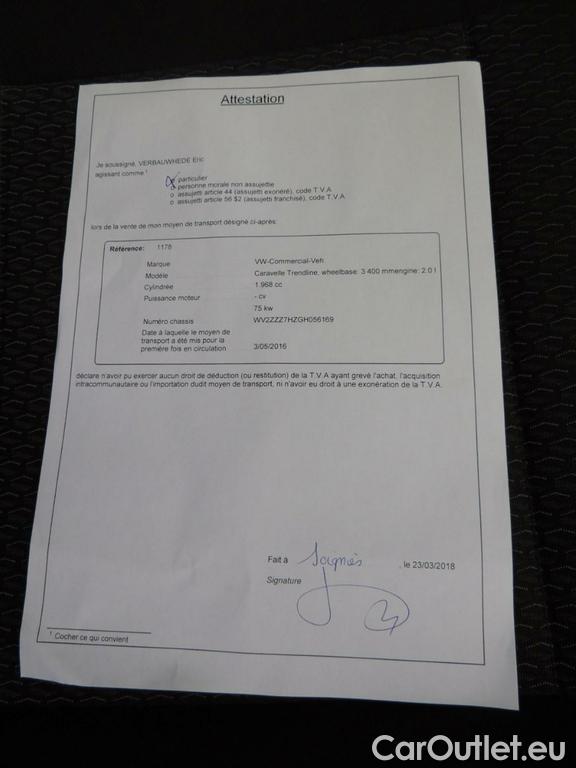 Attestation
Je soussigné, VERBAUWHEDE Eric
agissant comme ¹
particulier
o personne morale non assujettie
o assujetti article 44 (assujetti exonéré), code T.V.A
o assujetti article 56 §2 (assujetti franchisé), code T.V.A
lors de la vente de mon moyen de transport désigné ci-après:
Référence: 1178
Marque VW-Commercial-Vefi
Modèle Caravelle Trendline, wheelbase: 3 400 mmengine: 2.0 l
Cylindrée 1.968 cc
Puissance moteur - cv
75 kw
Numéro chassis WV2ZZZ7HZGH056169
Date à laquelle le moyen de
transport a été mis pour la
première fois en circulation 3/05/2016
déclare n'avoir pu exercer aucun droit de déduction (ou restitution) de la T.V.A ayant grevé l'achat, l'acquisition
intracommunautaire ou l'importation dudit moyen de transport, ni n'avoir eu droit à une exonération de la T.V.A.
Fait à Soignies , le 23/03/2018
Signature
¹ Cocher ce qui convient
CarOutlet.eu